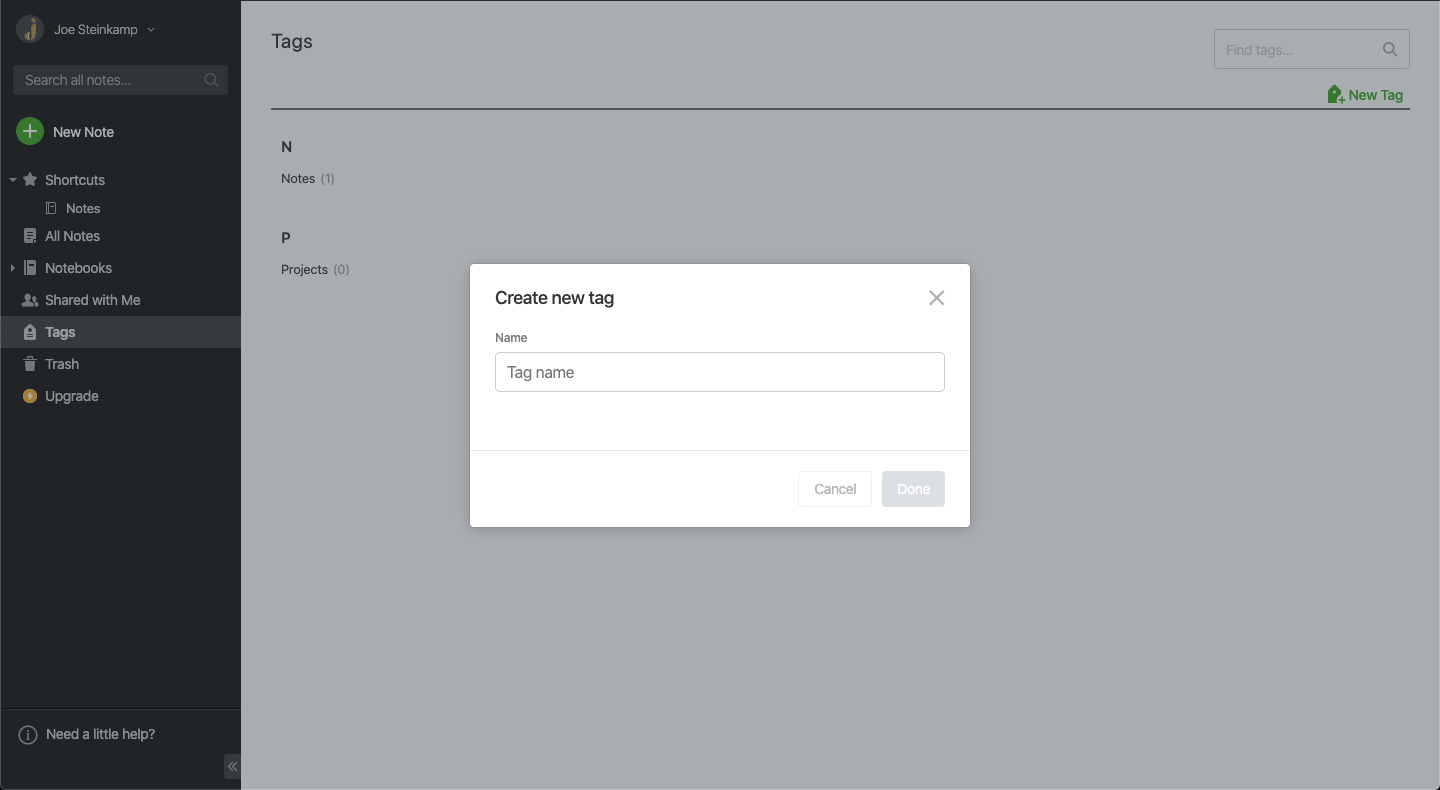 Joe Steinkamp
Search all notes...
New Note
Shortcuts
Notes
All Notes
Notebooks
Shared with Me
Tags
Trash
Upgrade
Need a little help?
Tags
Find tags...
New Tag
N
Notes (1)
P
Projects (0)
Create new tag
Name
Tag name
Cancel
Done